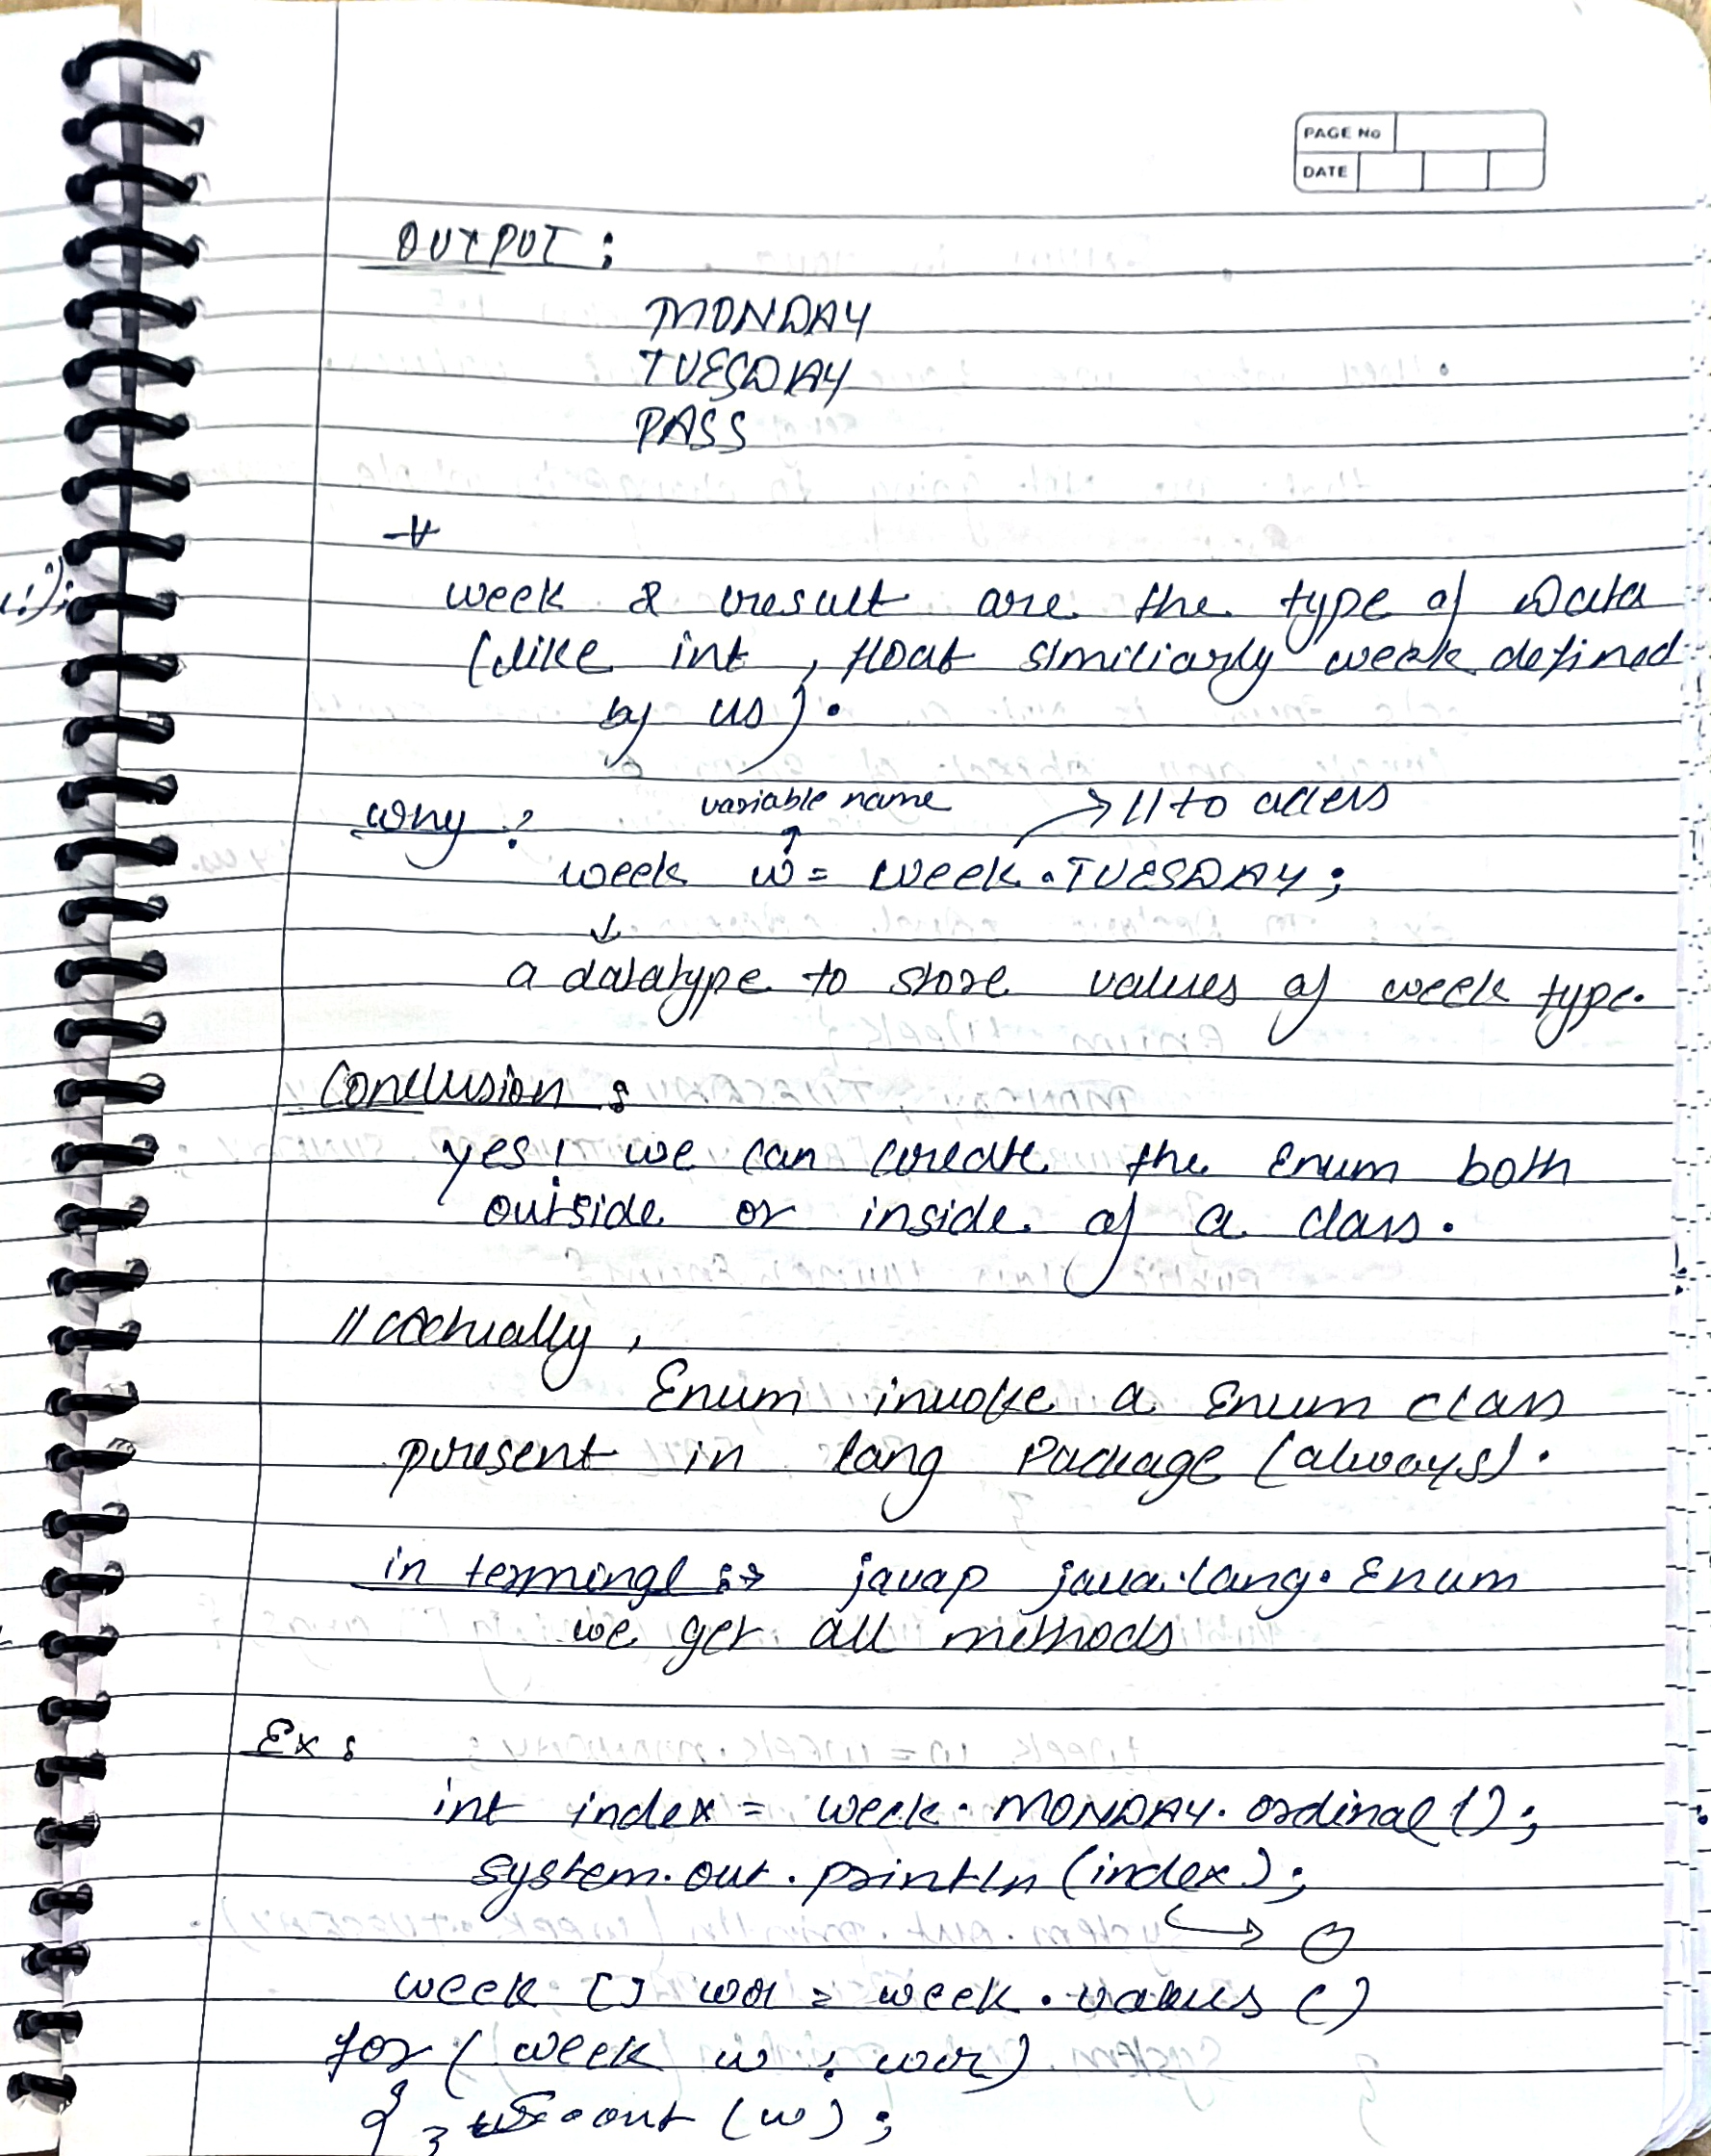 PAGE No
DATE
OUTPUT :
MONDAY
TUESDAY
PASS
week & result are the type of Data
(like int , float similiarly week defined
by us).
variable name → // to access
why ?
week w = week.TUESDAY ;
↓
a datatype to store values of week type.
Conclusion :
yes! we can create the Enum both
outside or inside of a class.
// actually ,
Enum invoke a Enum class
present in lang Package (always).
in terminal :→ javap java.lang.Enum
we get all methods
Ex :
int index = week.MONDAY.ordinal();
system.out.println(index);
→ 0
week [] war = week.values ()
for ( week w : war)
{ out (w) ;
}